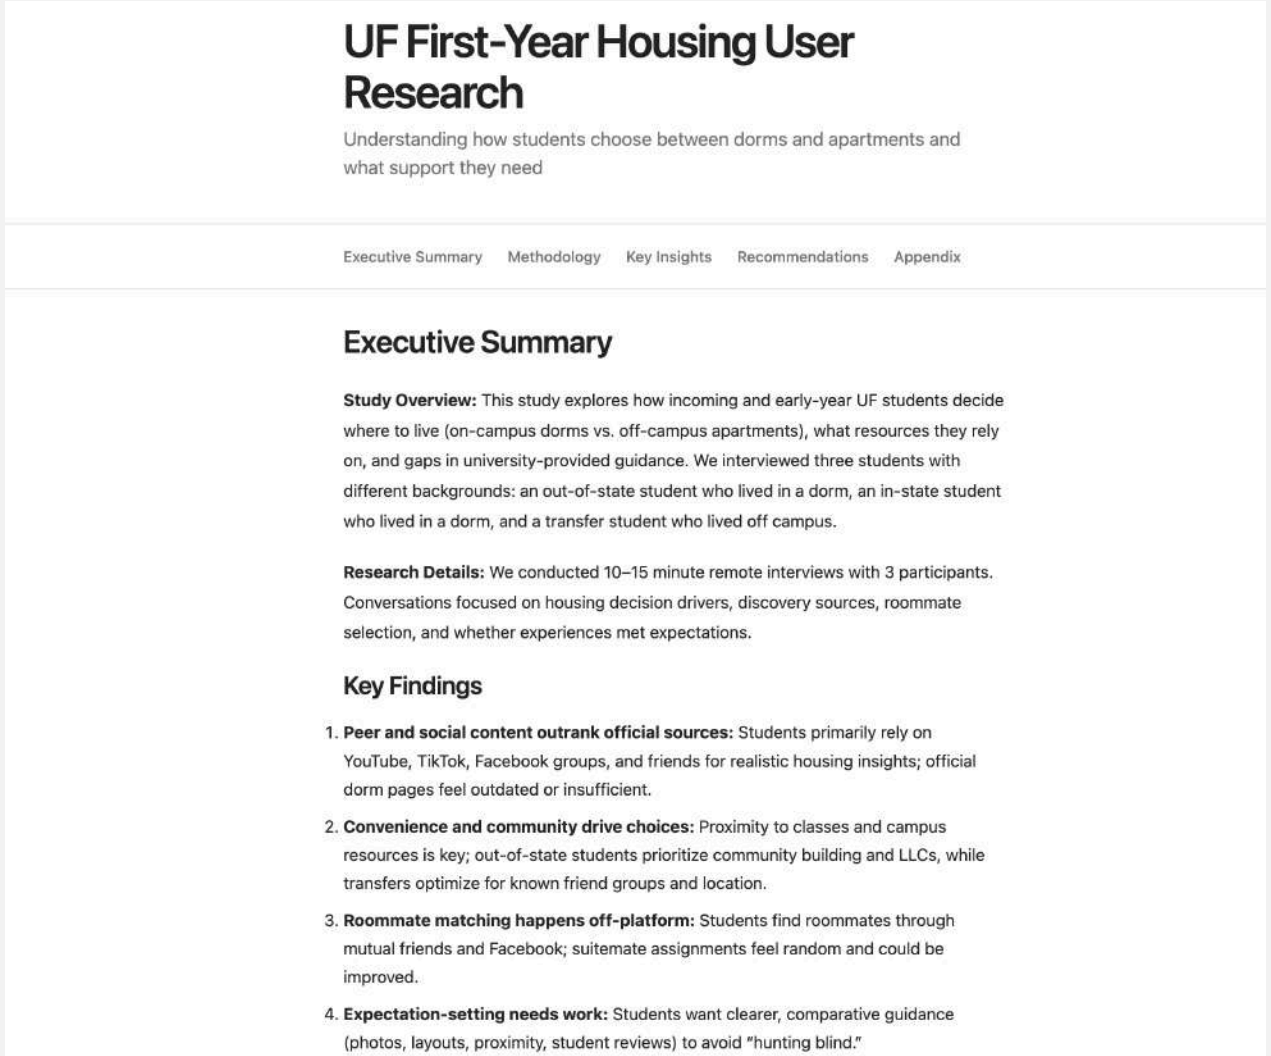 UF First-Year Housing User
Research
Understanding how students choose between dorms and apartments and
what support they need
Executive Summary Methodology Key Insights Recommendations Appendix
Executive Summary
Study Overview: This study explores how incoming and early-year UF students decide
where to live (on-campus dorms vs. off-campus apartments), what resources they rely
on, and gaps in university-provided guidance. We interviewed three students with
different backgrounds: an out-of-state student who lived in a dorm, an in-state student
who lived in a dorm, and a transfer student who lived off campus.
Research Details: We conducted 10–15 minute remote interviews with 3 participants.
Conversations focused on housing decision drivers, discovery sources, roommate
selection, and whether experiences met expectations.
Key Findings
1. Peer and social content outrank official sources: Students primarily rely on
YouTube, TikTok, Facebook groups, and friends for realistic housing insights; official
dorm pages feel outdated or insufficient.
2. Convenience and community drive choices: Proximity to classes and campus
resources is key; out-of-state students prioritize community building and LLCs, while
transfers optimize for known friend groups and location.
3. Roommate matching happens off-platform: Students find roommates through
mutual friends and Facebook; suitemate assignments feel random and could be
improved.
4. Expectation-setting needs work: Students want clearer, comparative guidance
(photos, layouts, proximity, student reviews) to avoid “hunting blind.”